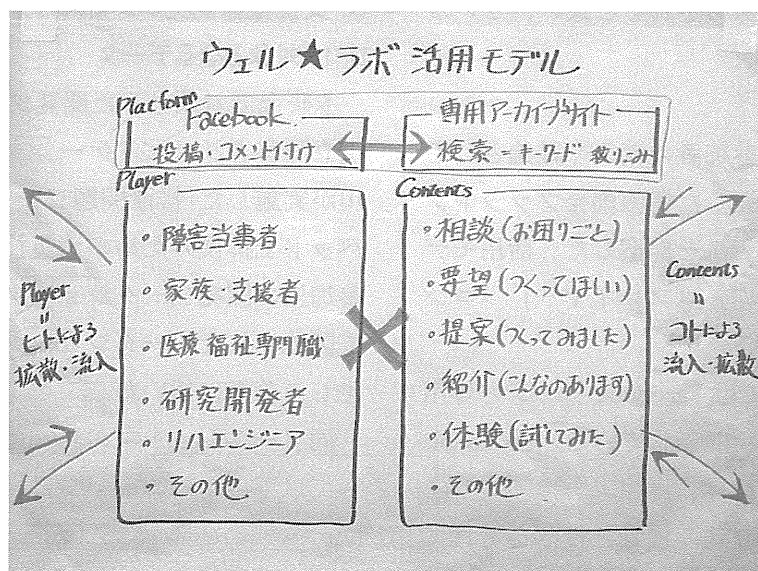 ウェル★ラボ 活用モデル
Platform
Facebook
投稿・コメント付け
専用アーカイブサイト
検索=キーワード 絞りこみ
Player
・障害当事者
・家族・支援者
・医療福祉専門職
・研究開発者
・リハエンジニア
・その他
×
Contents
・相談(お困りごと)
・要望(つくってほしい)
・提案(つくってみました)
・紹介(こんなのあります)
・体験(試してみた)
・その他
Player
=
ヒトによる
拡散・流入
Contents
=
コトによる
流入・拡散